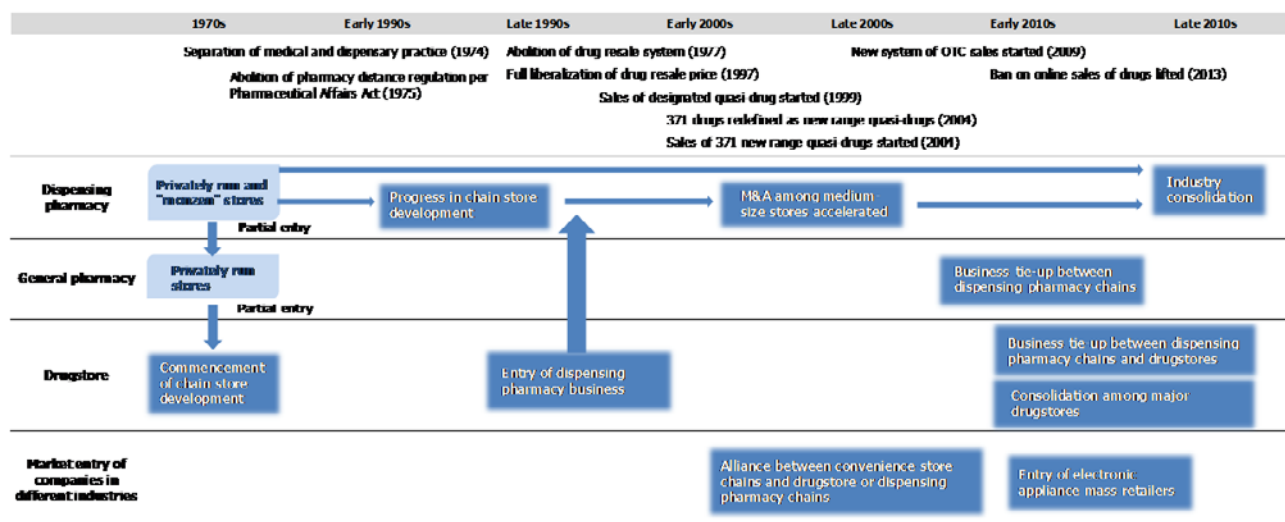 1970s Early 1990s Late 1990s Early 2000s Late 2000s Early 2010s Late 2010s
Separation of medical and dispensary practice (1974)
Abolition of pharmacy distance regulation per
Pharmaceutical Affairs Act (1975)
Abolition of drug resale system (1977)
Full liberalization of drug resale price (1997)
Sales of designated quasi drug started (1999)
371 drugs redefined as new range quasi-drugs (2004)
Sales of 371 new range quasi drugs started (2004)
New system of OTC sales started (2009)
Ban on online sales of drugs lifted (2013)
Dispensing
pharmacy
Privately run and
"monzen" stores
Partial entry
Progress in chain store
development
M&A among medium-
size stores accelerated
Industry
consolidation
General pharmacy
Privately run
stores
Partial entry
Business tie-up between
dispensing pharmacy chains
Drugstore
Commencement
of chain store
development
Entry of dispensing
pharmacy business
Business tie up between dispensing
pharmacy chains and drugstores
Consolidation among major
drugstores
Market entry of
companies in
different industries
Alliance between convenience store
chains and drugstore or dispensing
pharmacy chains
Entry of electronic
appliance mass retailers